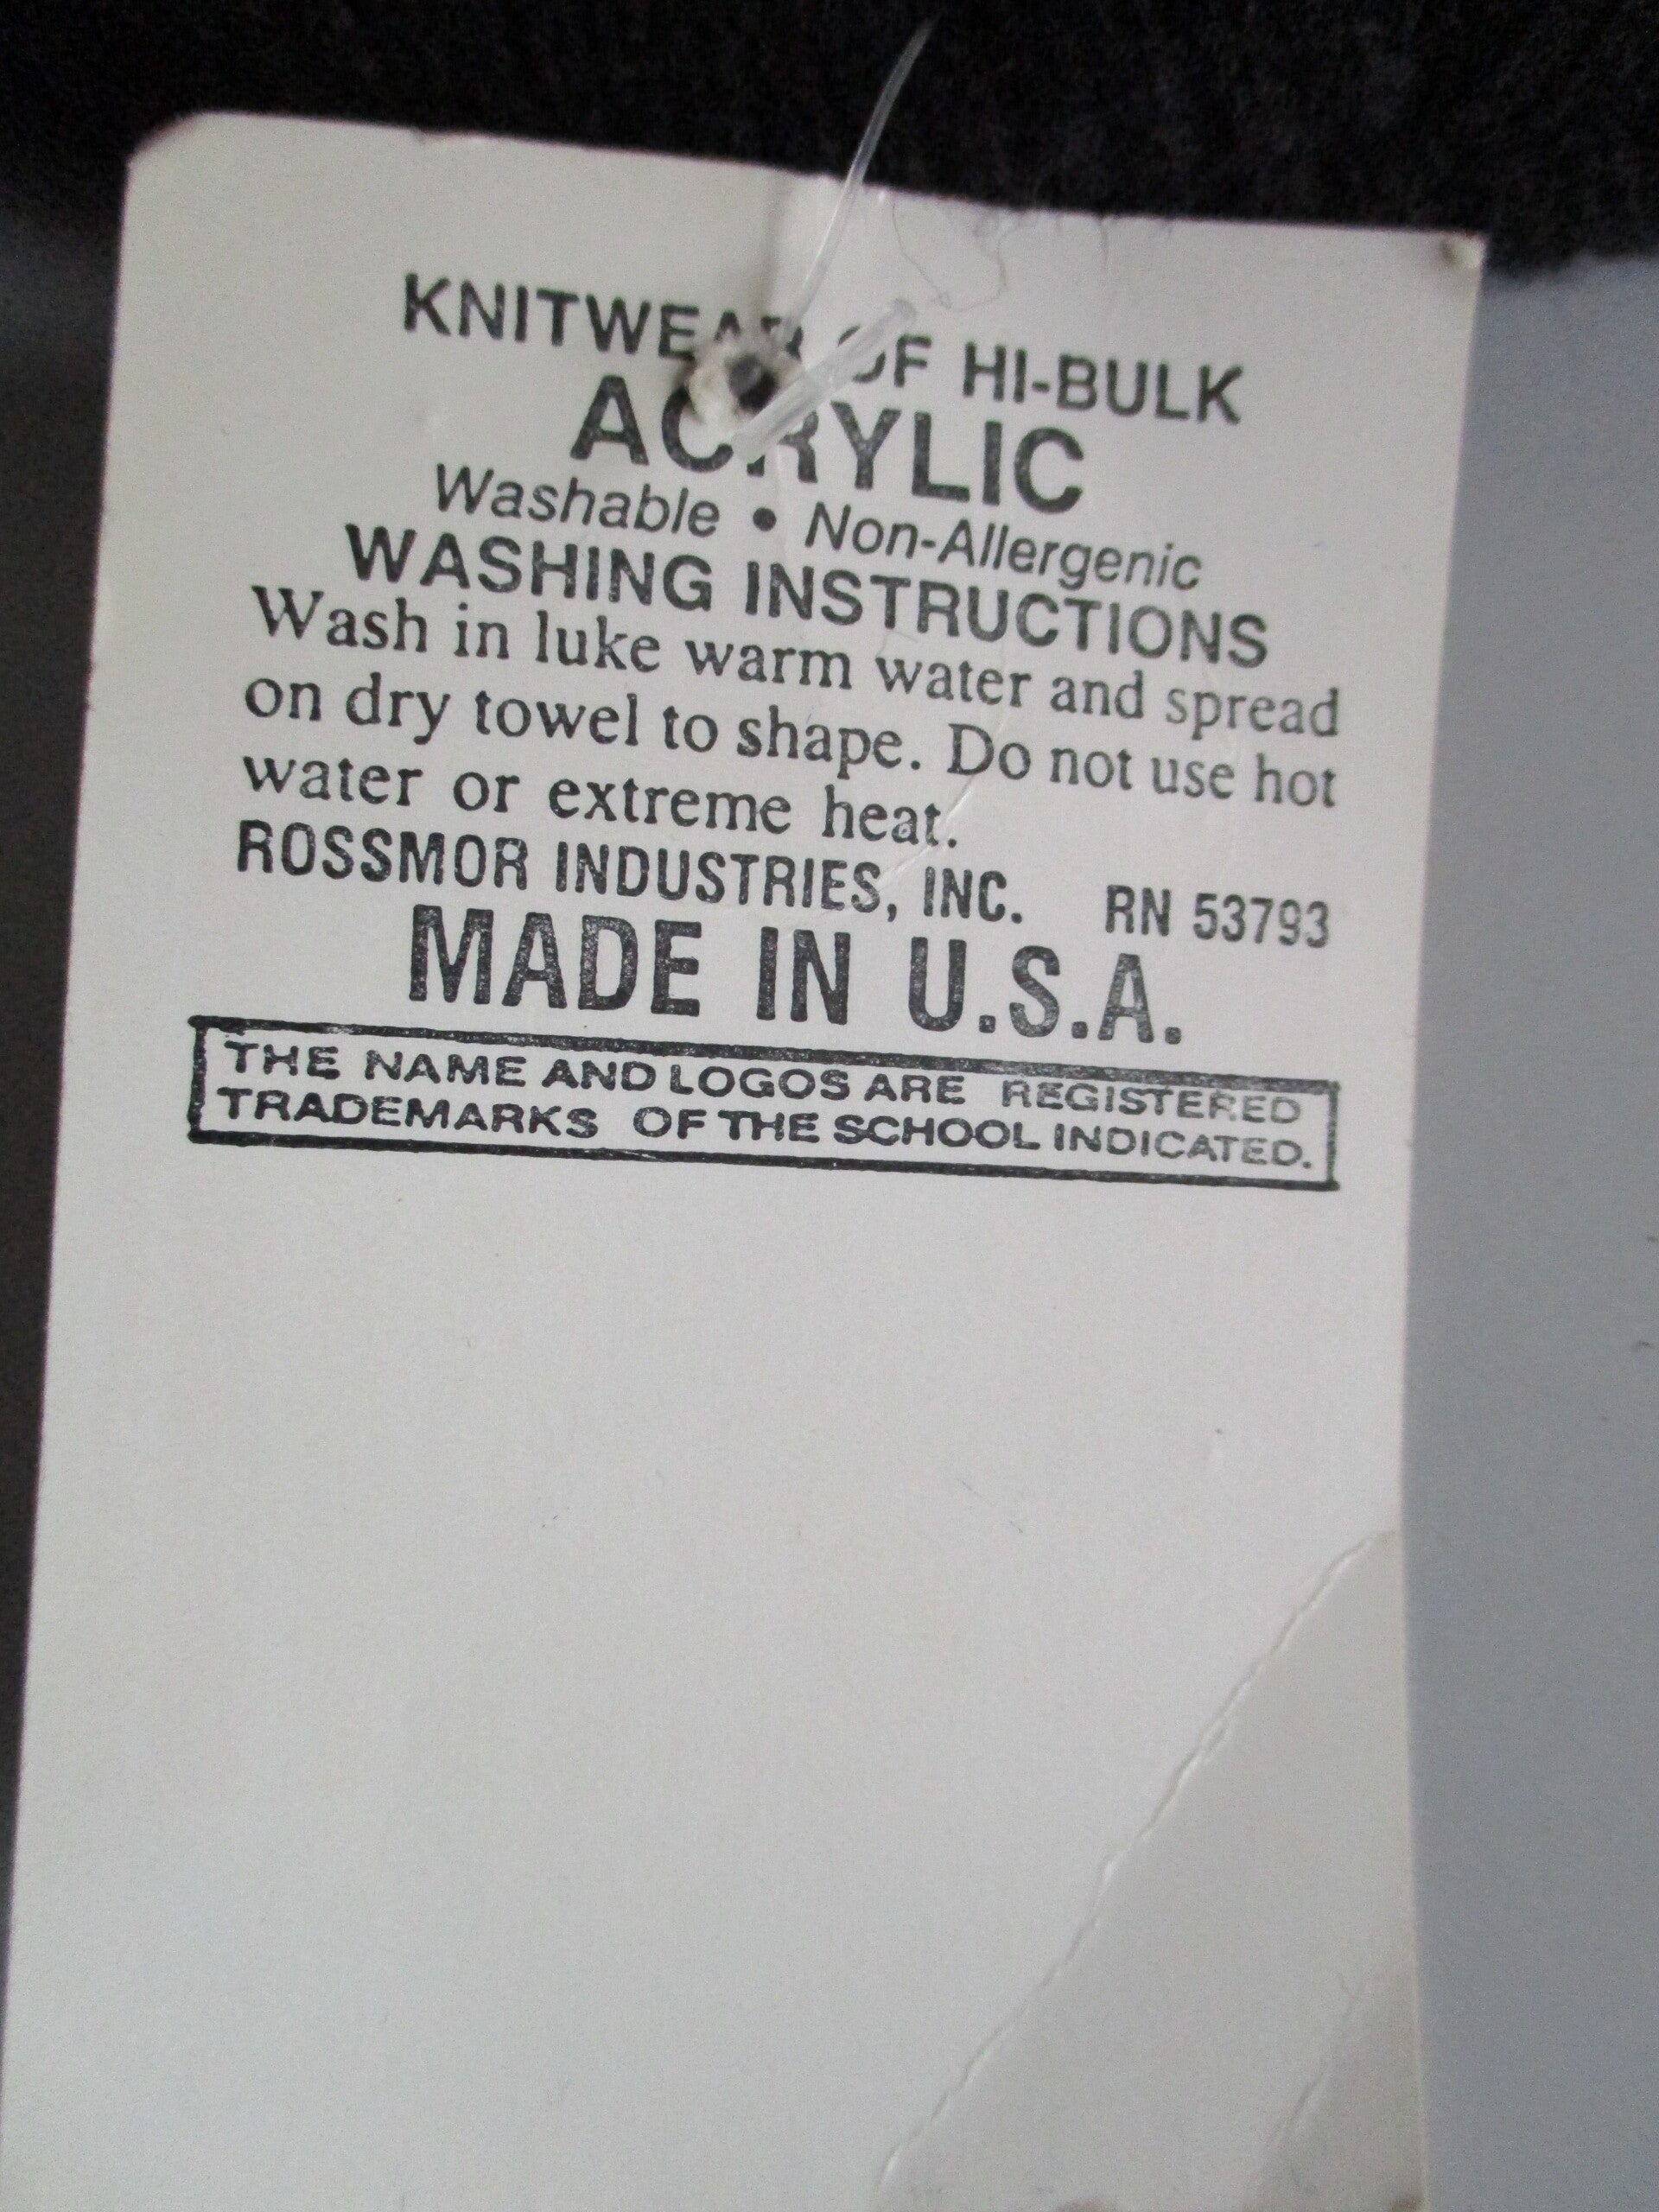 KNITWEAR OF HI-BULK
ACRYLIC
Washable • Non-Allergenic
WASHING INSTRUCTIONS
Wash in luke warm water and spread
on dry towel to shape. Do not use hot
water or extreme heat.
ROSSMOR INDUSTRIES, INC. RN 53793
MADE IN U.S.A.
THE NAME AND LOGOS ARE REGISTERED
TRADEMARKS OF THE SCHOOL INDICATED.